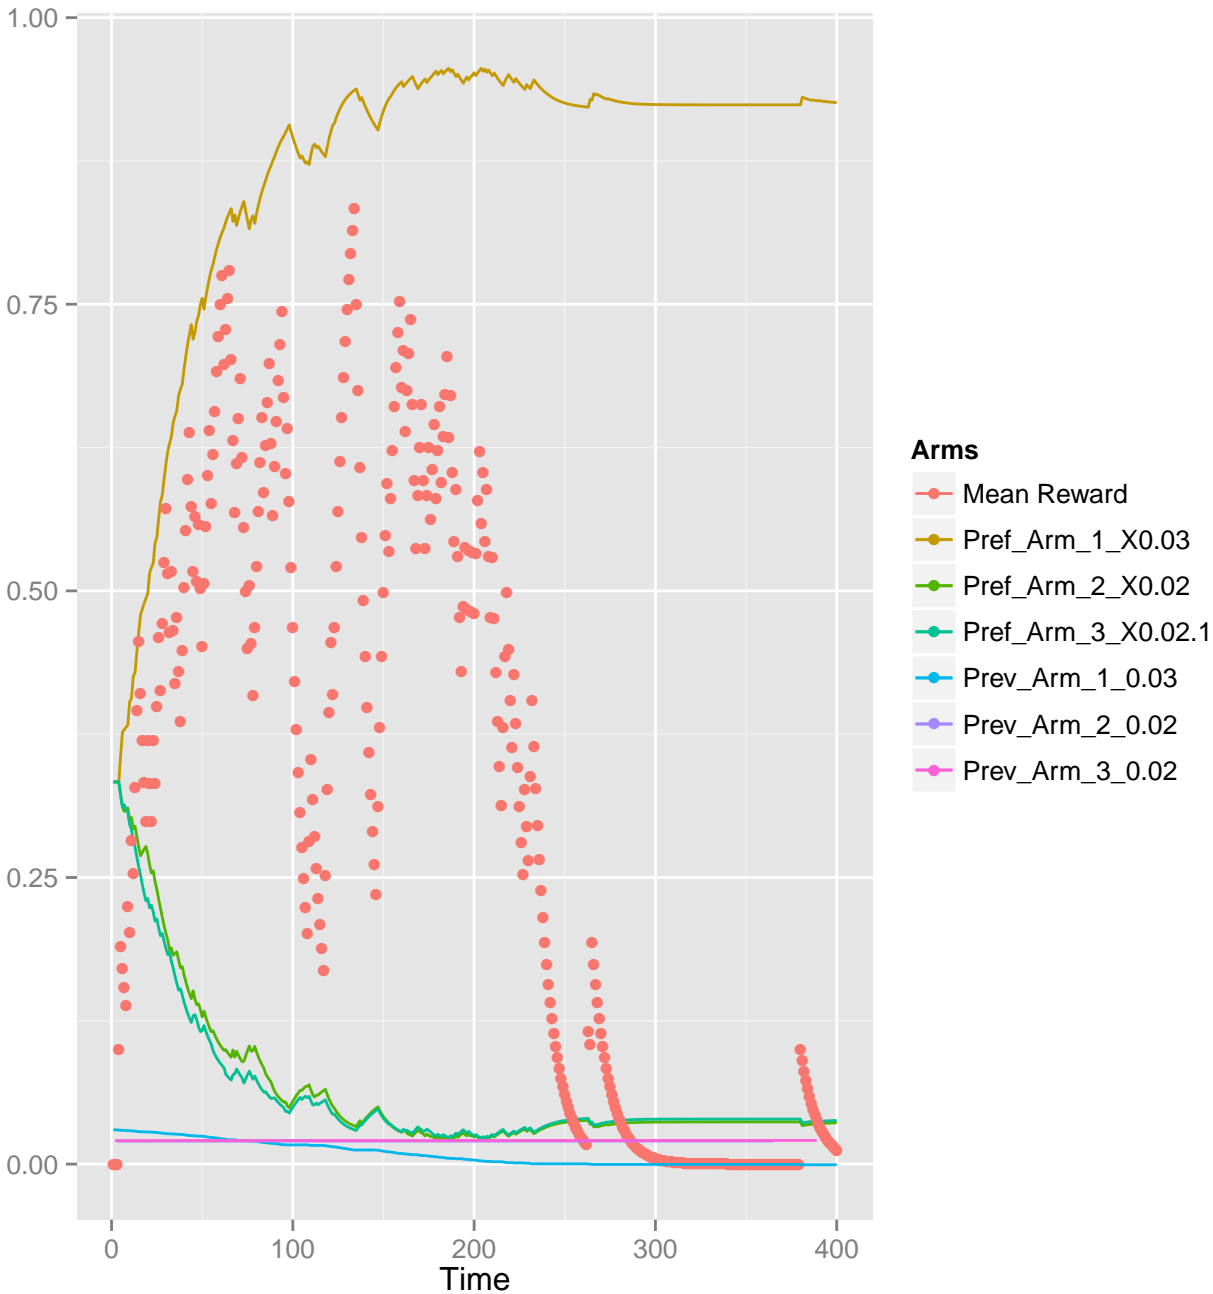 1.00
0.75
0.50
0.25
0.00
0 100 200 300 400
Time
Arms
Mean Reward
Pref_Arm_1_X0.03
Pref_Arm_2_X0.02
Pref_Arm_3_X0.02.1
Prev_Arm_1_0.03
Prev_Arm_2_0.02
Prev_Arm_3_0.02